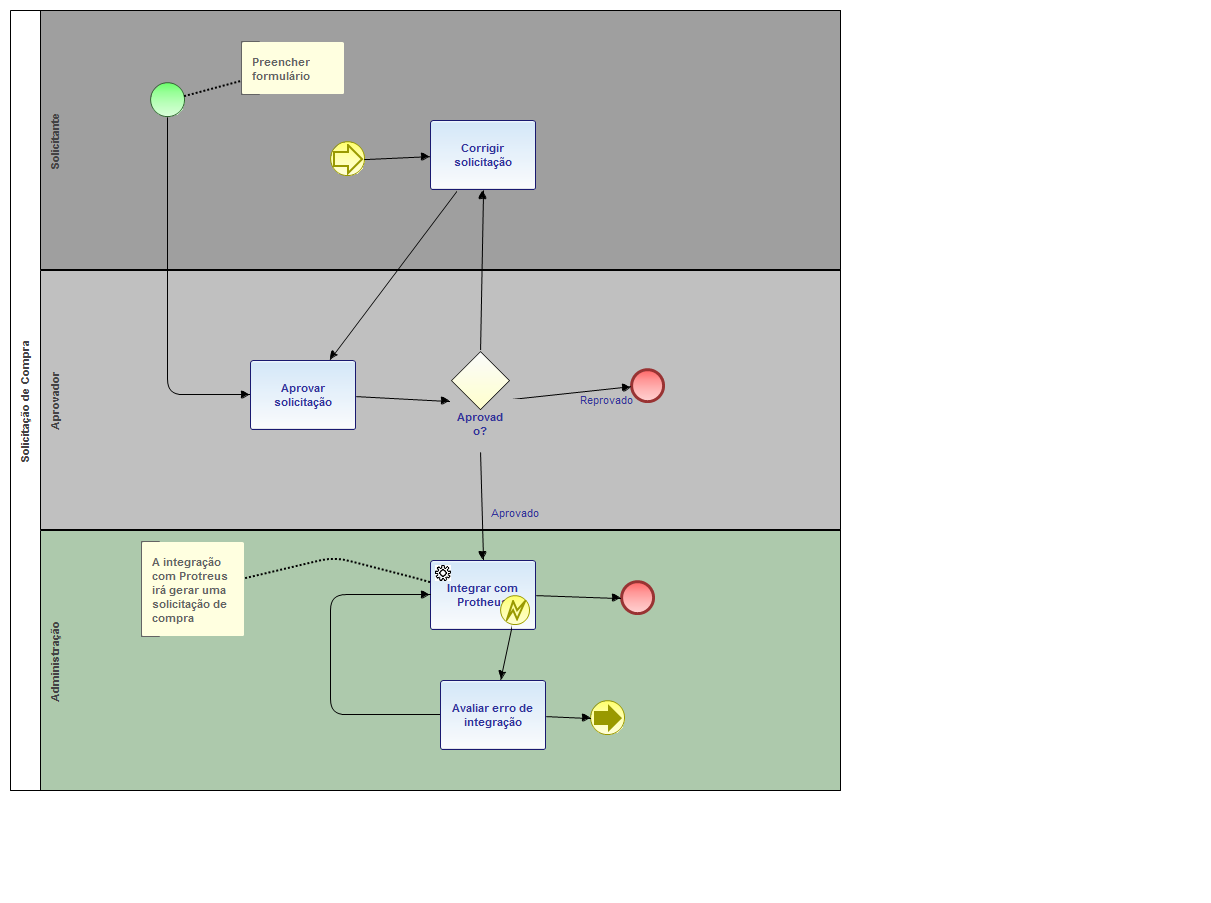 Solicitação de Compra
Solicitante
Preencher
formulário
Corrigir
solicitação
Aprovador
Aprovar
solicitação
Aprovad
o?
Reprovado
Aprovado
Administração
A integração
com Protreus
irá gerar uma
solicitação de
compra
Integrar com
Protheus
Avaliar erro de
integração